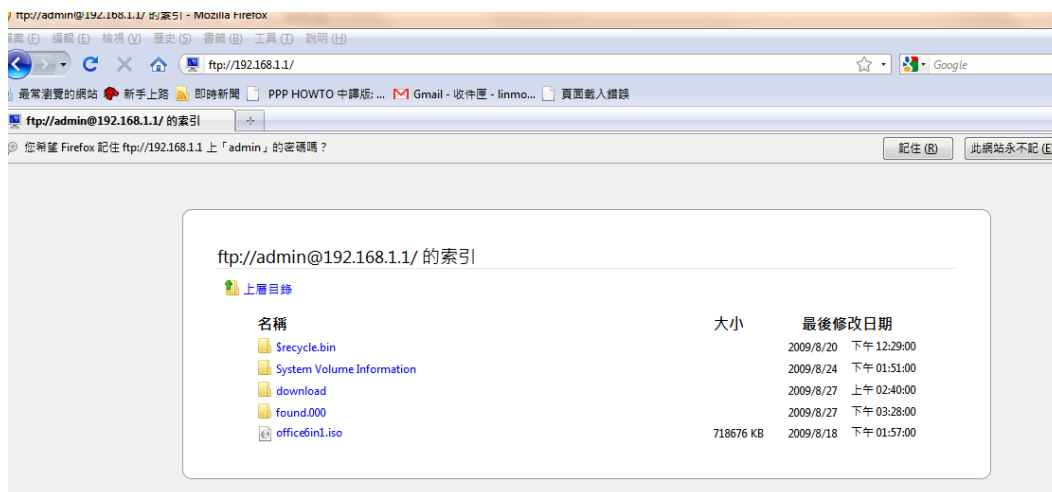 ftp://admin@192.168.1.1/ 的索引 - Mozilla Firefox
檔案(F) 編輯(E) 檢視(V) 歷史(S) 書籤(B) 工具(T) 說明(H)
ftp://192.168.1.1/ Google
最常瀏覽的網站 新手上路 即時新聞 PPP HOWTO 中譯版: ... Gmail - 收件匣 - linmo... 頁面載入錯誤
ftp://admin@192.168.1.1/ 的索引
您希望 Firefox 記住 ftp://192.168.1.1 上「admin」的密碼嗎？ 記住(R) 此網站永不記(E
ftp://admin@192.168.1.1/ 的索引
上層目錄
名稱 大小 最後修改日期
$recycle.bin 2009/8/20 下午 12:29:00
System Volume Information 2009/8/24 下午 01:51:00
download 2009/8/27 上午 02:40:00
found.000 2009/8/27 下午 03:28:00
office6in1.iso 718676 KB 2009/8/18 下午 01:57:00